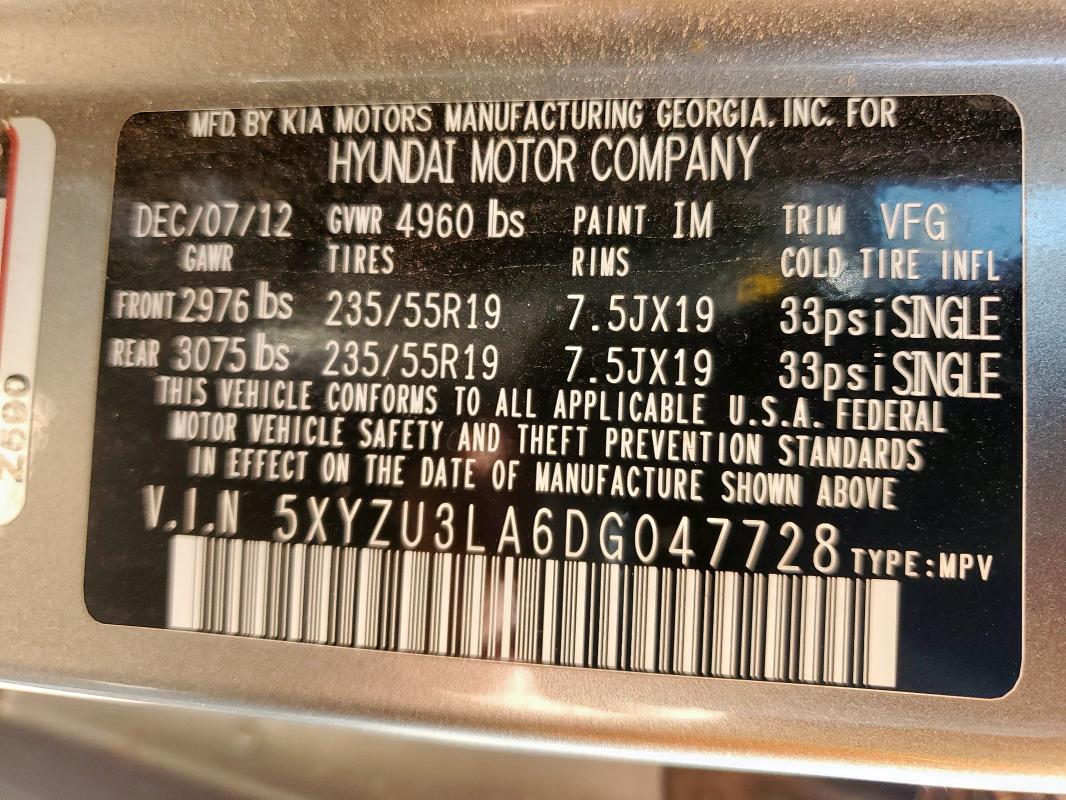 MFD. BY KIA MOTORS MANUFACTURING GEORGIA, INC. FOR
HYUNDAI MOTOR COMPANY
DEC/07/12 GVWR 4960 lbs PAINT IM TRIM VFG
GAWR TIRES RIMS COLD TIRE INFL
FRONT 2976 lbs 235/55R19 7.5JX19 33psi SINGLE
REAR 3075 lbs 235/55R19 7.5JX19 33psi SINGLE
THIS VEHICLE CONFORMS TO ALL APPLICABLE U.S.A. FEDERAL
MOTOR VEHICLE SAFETY AND THEFT PREVENTION STANDARDS
IN EFFECT ON THE DATE OF MANUFACTURE SHOWN ABOVE
V.I.N 5XYZU3LA6DG047728 TYPE:MPV